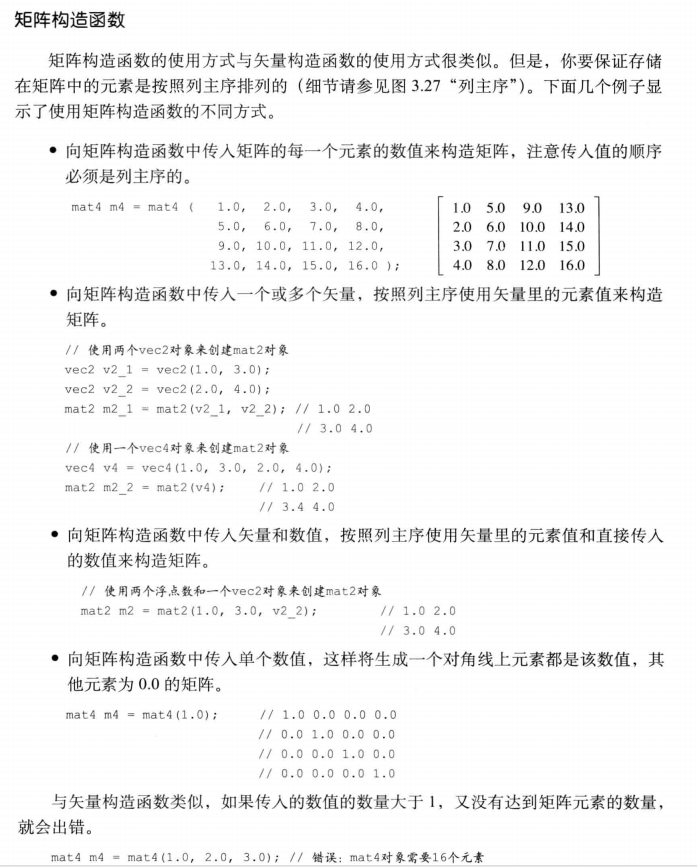 矩阵构造函数
矩阵构造函数的使用方式与矢量构造函数的使用方式很类似。但是，你要保证存储
在矩阵中的元素是按照列主序排列的（细节请参见图 3.27“列主序”）。下面几个例子显
示了使用矩阵构造函数的不同方式。
• 向矩阵构造函数中传入矩阵的每一个元素的数值来构造矩阵，注意传入值的顺序
必须是列主序的。
mat4 m4 = mat4 ( 1.0, 2.0, 3.0, 4.0,
5.0, 6.0, 7.0, 8.0,
9.0, 10.0, 11.0, 12.0,
13.0, 14.0, 15.0, 16.0 );
1.0 5.0 9.0 13.0
2.0 6.0 10.0 14.0
3.0 7.0 11.0 15.0
4.0 8.0 12.0 16.0
• 向矩阵构造函数中传入一个或多个矢量，按照列主序使用矢量里的元素值来构造
矩阵。
// 使用两个vec2对象来创建mat2对象
vec2 v2_1 = vec2(1.0, 3.0);
vec2 v2_2 = vec2(2.0, 4.0);
mat2 m2_1 = mat2(v2_1, v2_2); // 1.0 2.0
// 3.0 4.0
// 使用一个vec4对象来创建mat2对象
vec4 v4 = vec4(1.0, 3.0, 2.0, 4.0);
mat2 m2_2 = mat2(v4); // 1.0 2.0
// 3.4 4.0
• 向矩阵构造函数中传入矢量和数值，按照列主序使用矢量里的元素值和直接传入
的数值来构造矩阵。
// 使用两个浮点数和一个vec2对象来创建mat2对象
mat2 m2 = mat2(1.0, 3.0, v2_2); // 1.0 2.0
// 3.0 4.0
• 向矩阵构造函数中传入单个数值，这样将生成一个对角线上元素都是该数值，其
他元素为 0.0 的矩阵。
mat4 m4 = mat4(1.0); // 1.0 0.0 0.0 0.0
// 0.0 1.0 0.0 0.0
// 0.0 0.0 1.0 0.0
// 0.0 0.0 0.0 1.0
与矢量构造函数类似，如果传入的数值的数量大于 1，又没有达到矩阵元素的数量，
就会出错。
mat4 m4 = mat4(1.0, 2.0, 3.0); // 错误：mat4对象需要16个元素